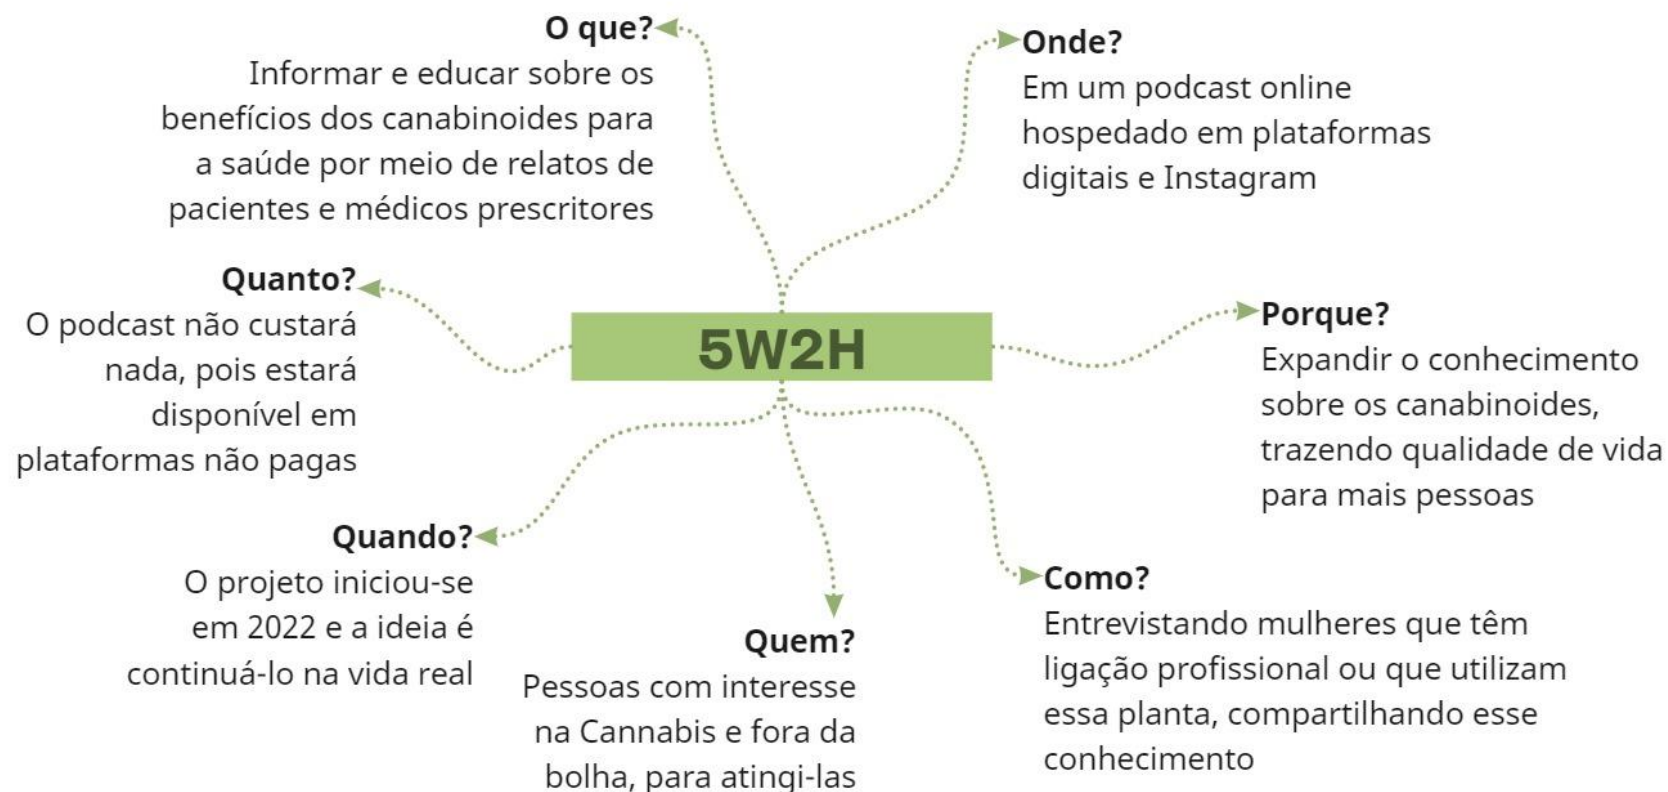 O que?
Informar e educar sobre os
benefícios dos canabinoides para
a saúde por meio de relatos de
pacientes e médicos prescritores
Onde?
Em um podcast online
hospedado em plataformas
digitais e Instagram
Quanto?
O podcast não custará
nada, pois estará
disponível em
plataformas não pagas
5W2H
Porque?
Expandir o conhecimento
sobre os canabinoides,
trazendo qualidade de vida
para mais pessoas
Quando?
O projeto iniciou-se
em 2022 e a ideia é
continuá-lo na vida real
Quem?
Pessoas com interesse
na Cannabis e fora da
bolha, para atingi-las
Como?
Entrevistando mulheres que têm
ligação profissional ou que utilizam
essa planta, compartilhando esse
conhecimento